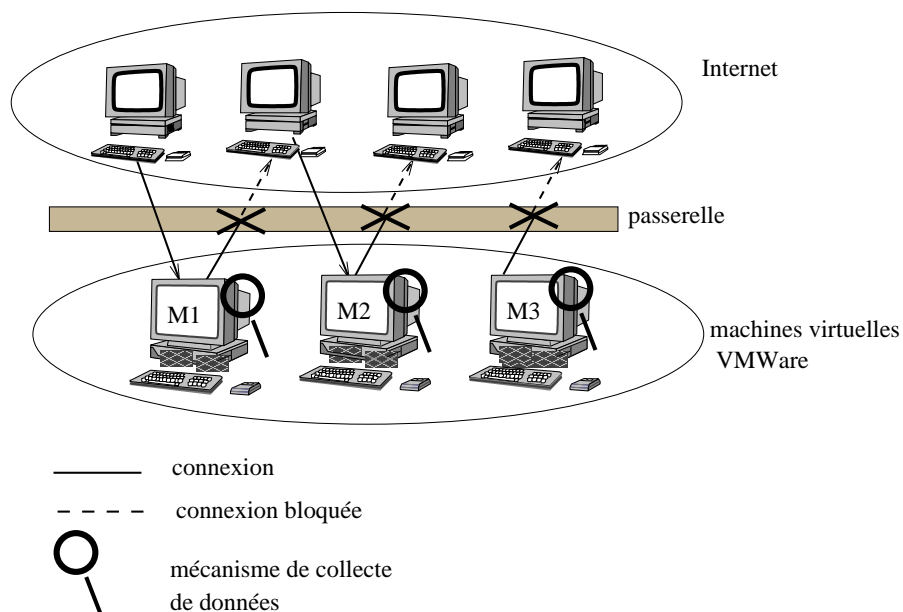 Internet
passerelle
M1
M2
M3
machines virtuelles
VMWare
connexion
connexion bloquée
mécanisme de collecte
de données